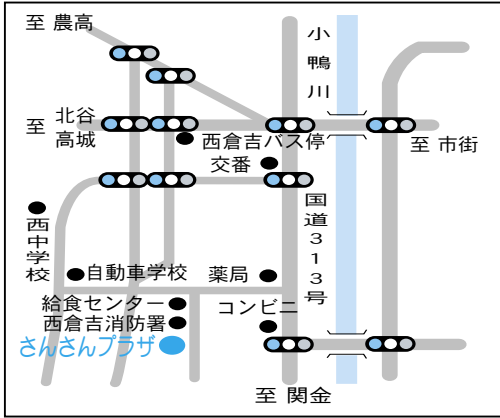 至 農高
小鴨川
至 北谷
高城
西倉吉バス停
至 市街
交番
西中学校
国道313号
自動車学校
薬局
給食センター
コンビニ
西倉吉消防署
さんさんプラザ
至 関金